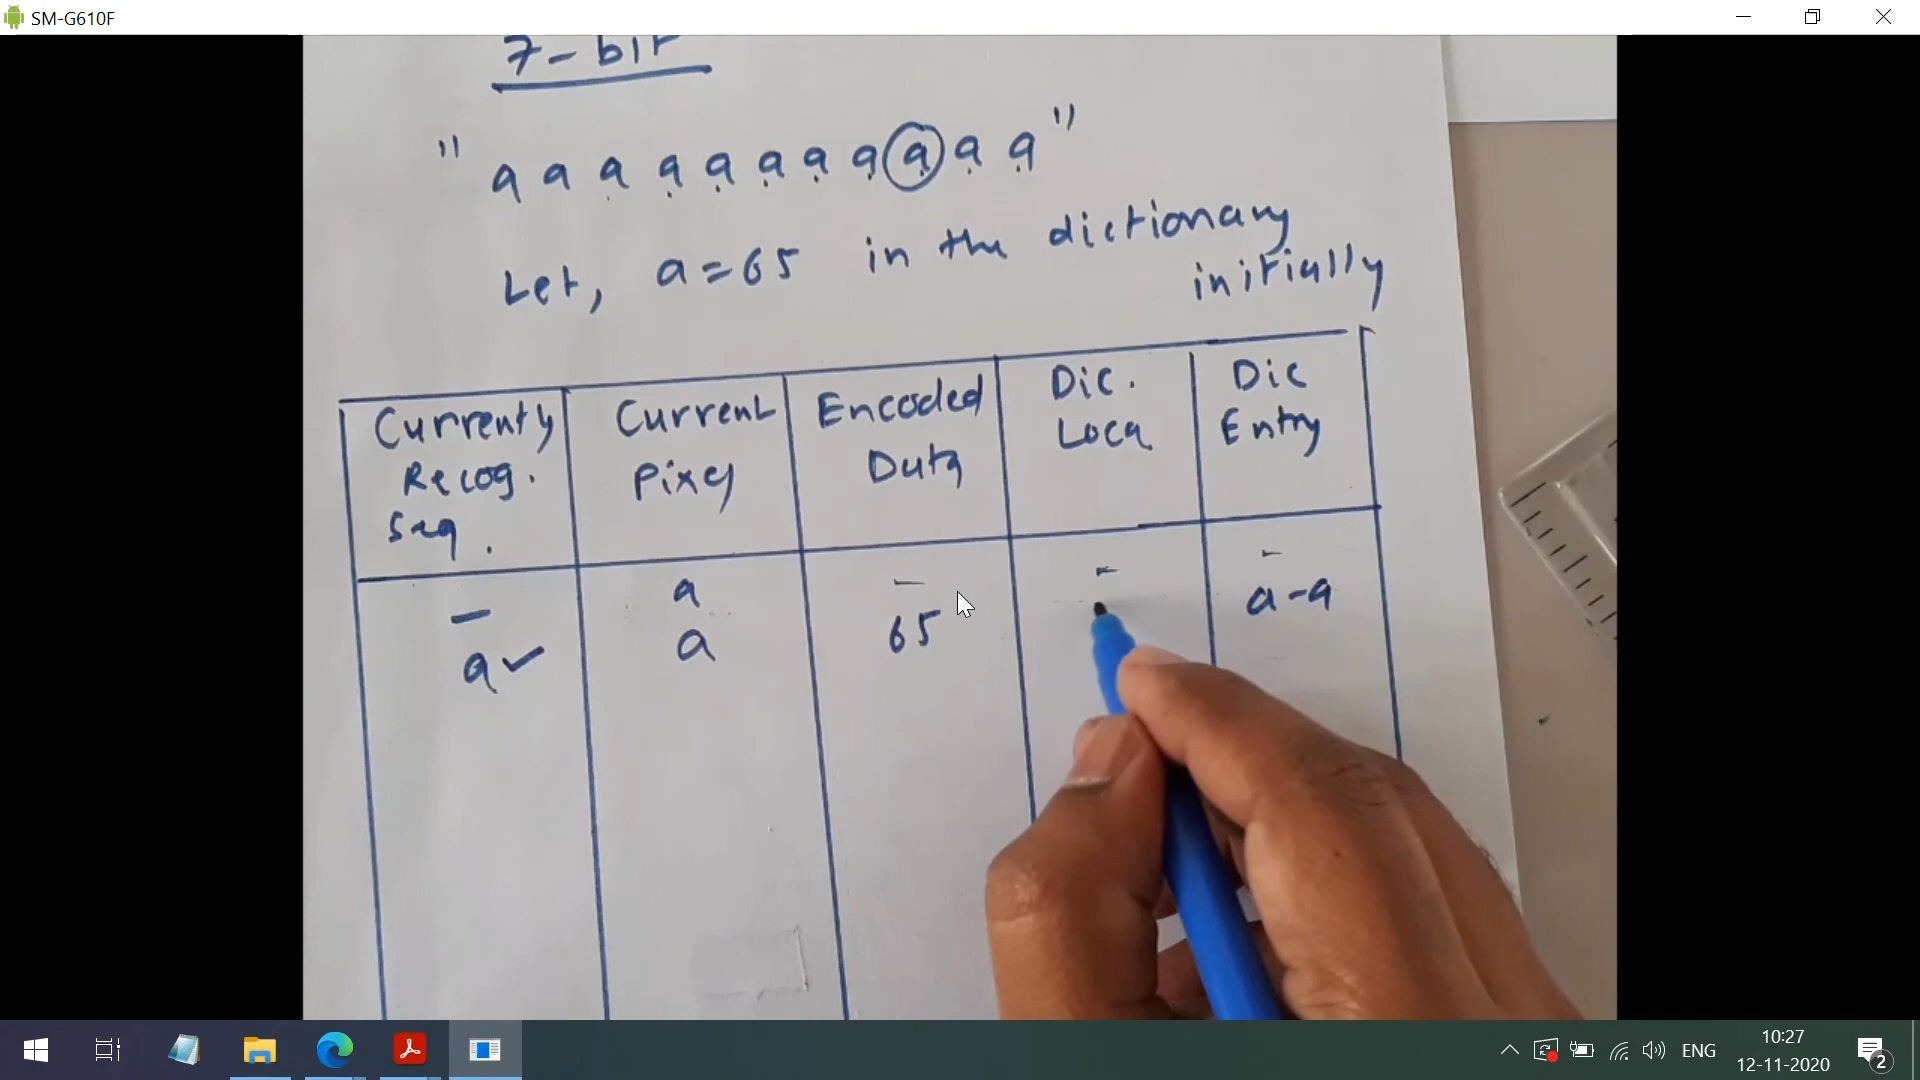 SM-G610F
7-bit
"a a a a a a a a a a a"
Let, a=65 in the dictionary
initially
Currenty Recog. Seq.
Current Pixel
Encoded Data
Dic. Loca
Dic Entry
- a - - -
a✓ a 65 a-a
ENG
10:27
12-11-2020
2